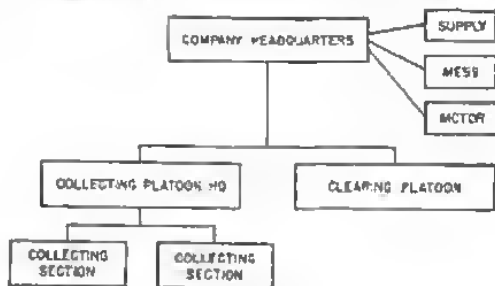 COMPANY HEADQUARTERS
SUPPLY
MESS
MOTOR
COLLECTING PLATOON HQ
CLEARING PLATOON
COLLECTING
SECTION
COLLECTING
SECTION